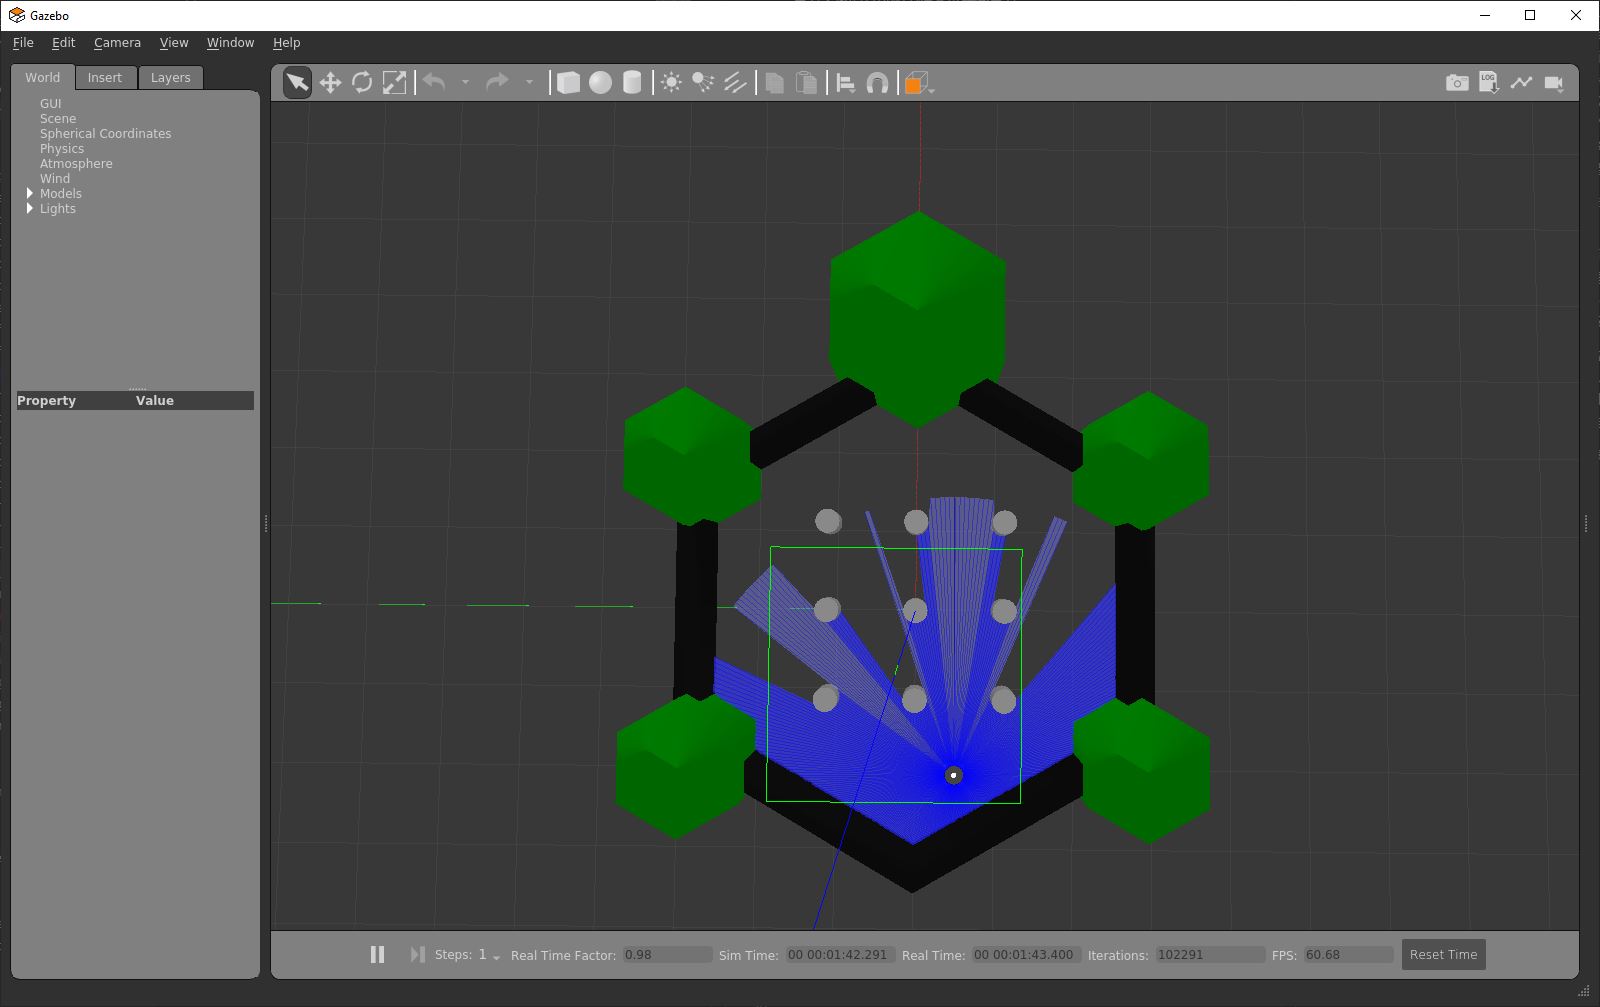 Gazebo
File Edit Camera View Window Help
World Insert Layers
LOG
GUI
Scene
Spherical Coordinates
Physics
Atmosphere
Wind
Models
Lights
Property Value
Steps: 1 Real Time Factor: 0.98 Sim Time: 00 00:01:42.291 Real Time: 00 00:01:43.400 Iterations: 102291 FPS: 60.68 Reset Time